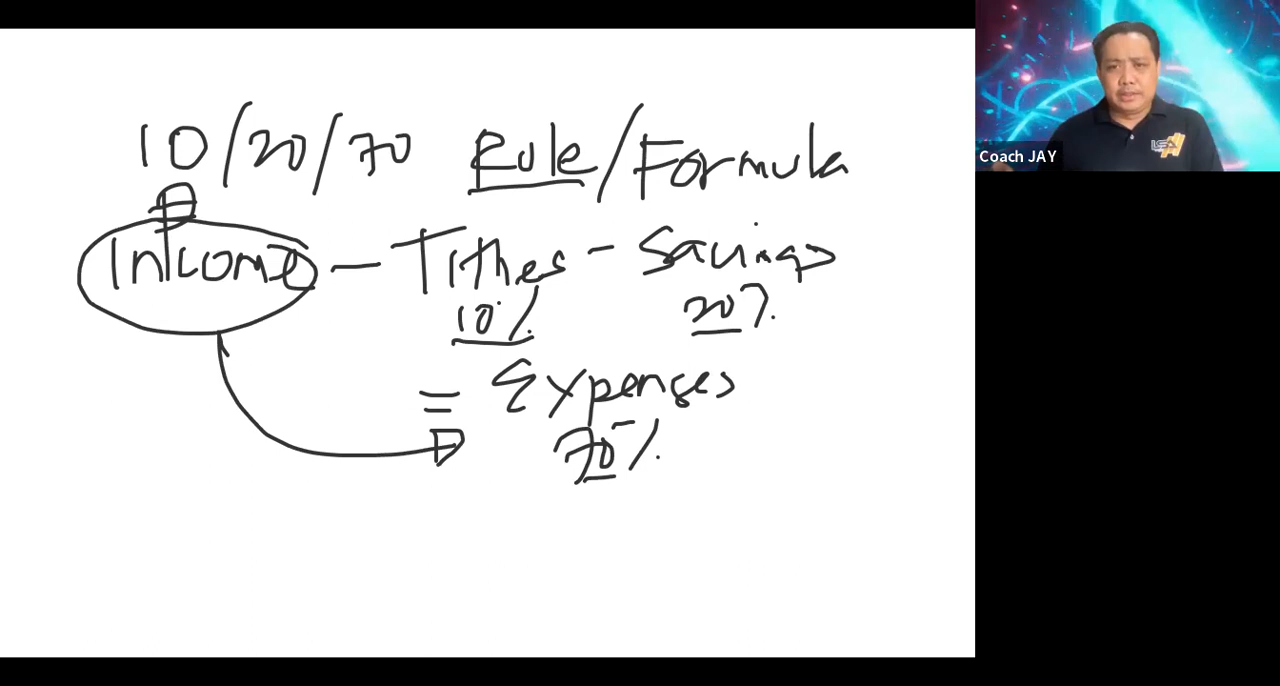 10/20/70 Rule/Formula
Income - Tithes - Savings
10% 20%
= Expenses
70%
Coach JAY